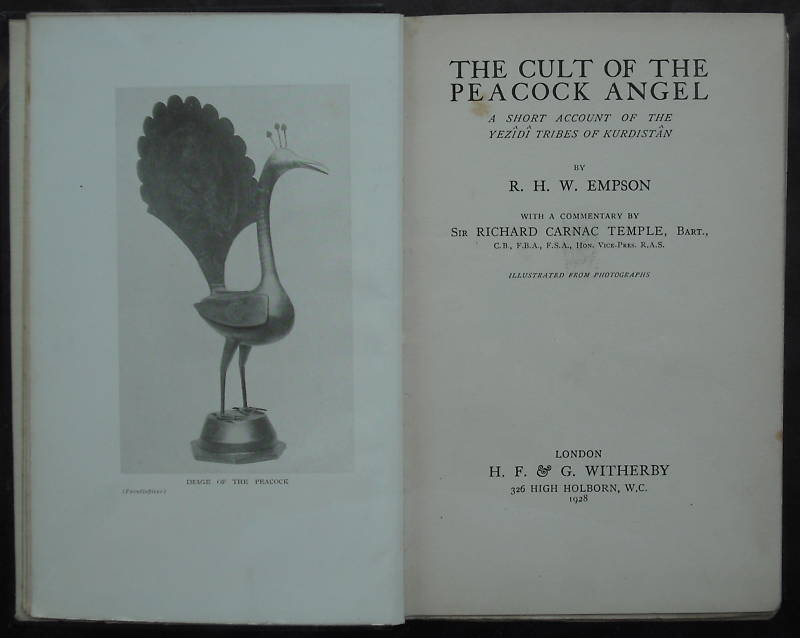 IMAGE OF THE PEACOCK
(Frontispiece)
THE CULT OF THE
PEACOCK ANGEL
A SHORT ACCOUNT OF THE
YEZÎDÎ TRIBES OF KURDISTÂN
BY
R. H. W. EMPSON
WITH A COMMENTARY BY
SIR RICHARD CARNAC TEMPLE, BART.,
C.B., F.B.A., F.S.A., HON. VICE-PRES. R.A.S.
ILLUSTRATED FROM PHOTOGRAPHS
LONDON
H. F. & G. WITHERBY
326 HIGH HOLBORN, W.C.
1928